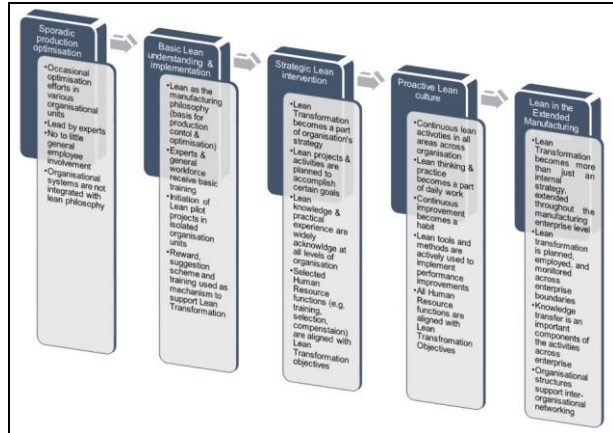 Sporadic
production
optimisation
•Occasional
optimisation
efforts in
various
organisational
units
•Lead by experts
•No to little
general
employee
involvement
•Organisational
systems are not
integrated with
lean philosophy
Basic Lean
understanding &
implementation
•Lean as the
manufacturing
philosophy
(basis for
production
contol &
optimisation)
•Experts &
general
workforce
receive basic
training
•Initiation of
Lean pilot
projects in
isolated
organisation
units
•Reward,
suggestion
scheme and
training used as
mechanism to
support Lean
Transformation
Strategic Lean
intervention
•Lean
Transformation
becomes a part
of organisation's
strategy
•Lean projects &
activities are
planned to
accomplish
certain goals
•Lean
knowledge &
practical
experience are
widely
acknowldge at
all levels of
organisation
•Selected
Human
Resource
functions (e.g.
training,
selection,
compenstaion)
are aligned with
Lean
Transformation
objectives
Proactive Lean
culture
•Continuous lean
activities in all
areas across
organisation
•Lean thinking &
practice
becomes a part
of daily work
•Continuous
improvement
becomes a
habit
•Lean tools and
methods are
actively used to
implement
performance
improvements
•All Human
Resource
functions are
aligned with
Lean
Transfromation
Objectives
Lean in the
Extended
Manufacturing
•Lean
Transformation
becomes more
than just an
internal
strategy,
extended
throughout the
manufacturing
enterprise level
•Lean
transformation
is planned,
employed, and
monitored
across
enterprise
boundaries
•Knowledge
transfer is an
important
components of
the activities
across
enterprise
•Organisational
structures
support inter-
organisational
networking